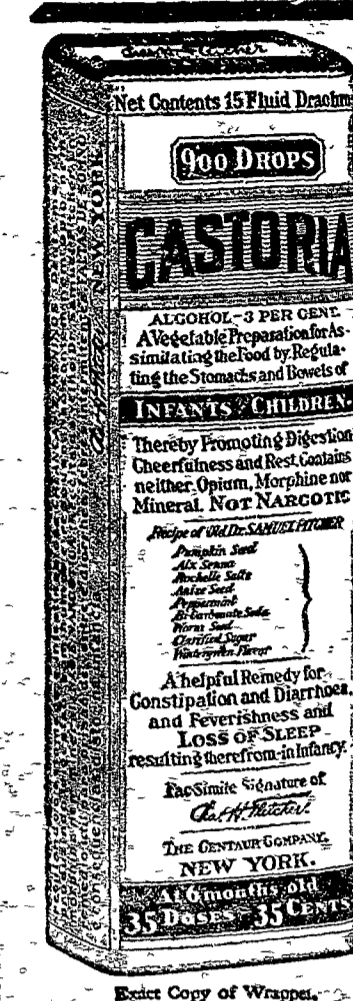 Net Contents 15 Fluid Drachm
900 DROPS
CASTORIA
ALCOHOL-3 PER CENT.
A Vegetable Preparation for As-
similating the Food by Regula-
ting the Stomachs and Bowels of
INFANTS & CHILDREN.
Thereby Promoting Digestion
Cheerfulness and Rest. Contains
neither Opium, Morphine nor
Mineral. NOT NARCOTIC
Recipe of Old Dr. SAMUEL PITCHER
Pumpkin Seed
Alx Senna
Rochelle Salts
Anise Seed
Peppermint
Bi-Carbonate Soda
Worm Seed
Clarified Sugar
Wintergreen Flavor
A helpful Remedy for
Constipation and Diarrhoea,
and Feverishness and
LOSS OF SLEEP
resulting therefrom-in Infancy.
Fac-Simile Signature of
Chas. H. Fletcher.
THE CENTAUR COMPANY,
NEW YORK.
At 6 months old
35 DOSES - 35 CENTS
Exact Copy of Wrapper.